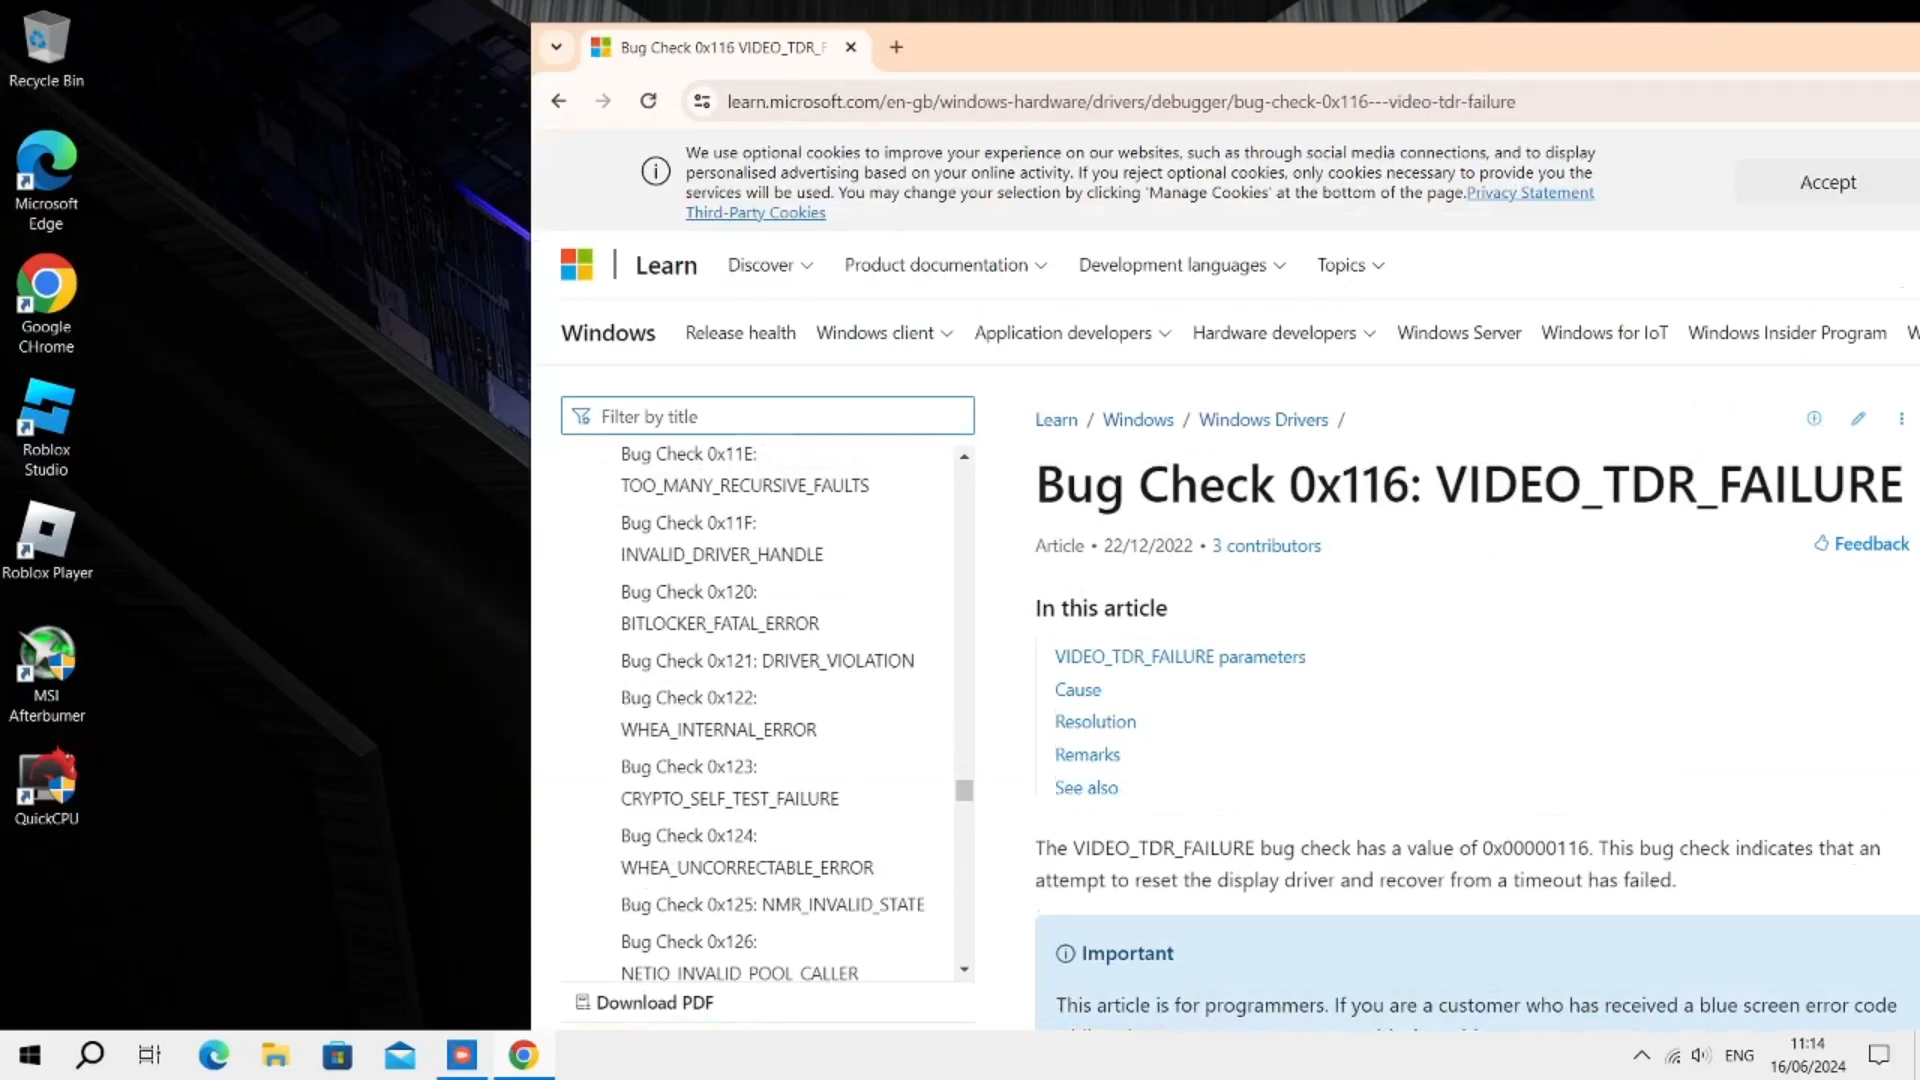 Recycle Bin
Microsoft
Edge
Google
CHrome
Roblox
Studio
Roblox Player
MSI
Afterburner
QuickCPU
Bug Check 0x116 VIDEO_TDR_F
learn.microsoft.com/en-gb/windows-hardware/drivers/debugger/bug-check-0x116---video-tdr-failure
We use optional cookies to improve your experience on our websites, such as through social media connections, and to display
personalised advertising based on your online activity. If you reject optional cookies, only cookies necessary to provide you the
services will be used. You may change your selection by clicking 'Manage Cookies' at the bottom of the page.Privacy Statement
Third-Party Cookies
Accept
Learn Discover Product documentation Development languages Topics
Windows Release health Windows client Application developers Hardware developers Windows Server Windows for IoT Windows Insider Program W
Filter by title
Bug Check 0x11E:
TOO_MANY_RECURSIVE_FAULTS
Bug Check 0x11F:
INVALID_DRIVER_HANDLE
Bug Check 0x120:
BITLOCKER_FATAL_ERROR
Bug Check 0x121: DRIVER_VIOLATION
Bug Check 0x122:
WHEA_INTERNAL_ERROR
Bug Check 0x123:
CRYPTO_SELF_TEST_FAILURE
Bug Check 0x124:
WHEA_UNCORRECTABLE_ERROR
Bug Check 0x125: NMR_INVALID_STATE
Bug Check 0x126:
NETIO_INVALID_POOL_CALLER
Download PDF
Learn / Windows / Windows Drivers /
Bug Check 0x116: VIDEO_TDR_FAILURE
Article • 22/12/2022 • 3 contributors
Feedback
In this article
VIDEO_TDR_FAILURE parameters
Cause
Resolution
Remarks
See also
The VIDEO_TDR_FAILURE bug check has a value of 0x00000116. This bug check indicates that an
attempt to reset the display driver and recover from a timeout has failed.
Important
This article is for programmers. If you are a customer who has received a blue screen error code
ENG
11:14
16/06/2024